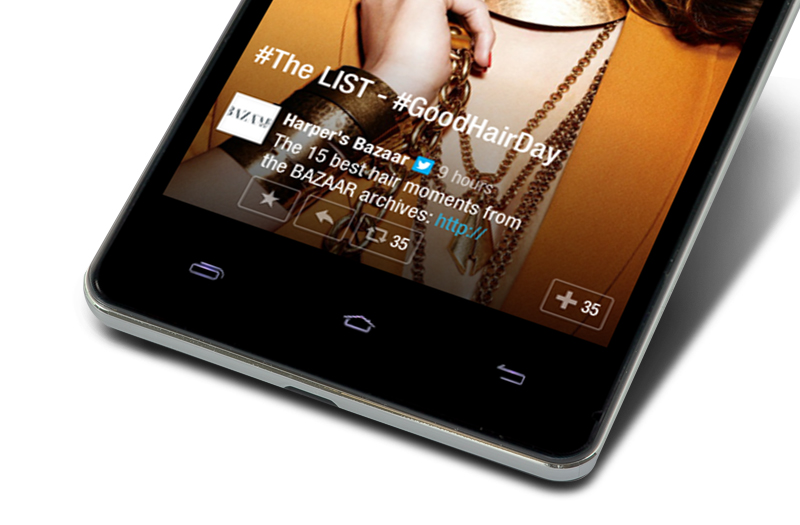 #The LIST - #GoodHairDay
BAZAAR
Harper's Bazaar 9 hours
The 15 best hair moments from
the BAZAAR archives: http://
35
35